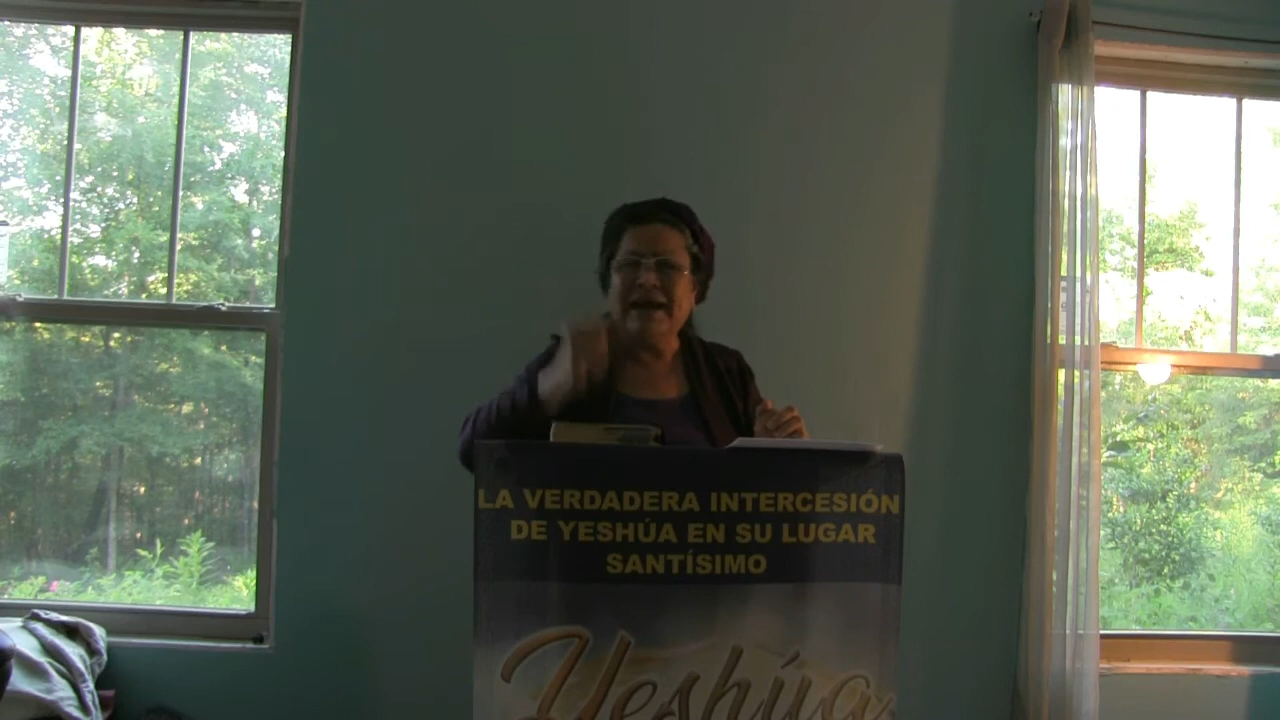 LA VERDADERA INTERCESIÓN
DE YESHÚA EN SU LUGAR
SANTÍSIMO
Yeshúa